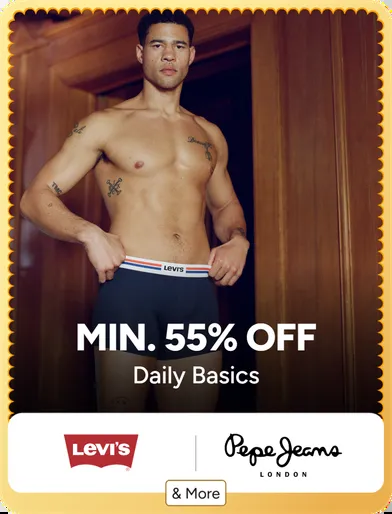 Levi's
MIN. 55% OFF
Daily Basics
LEVI'S
Pepe Jeans
LONDON
& More